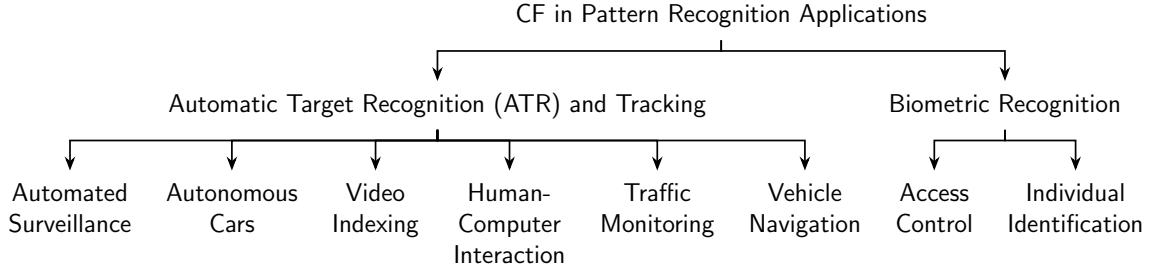 CF in Pattern Recognition Applications
Automatic Target Recognition (ATR) and Tracking
Biometric Recognition
Automated
Surveillance
Autonomous
Cars
Video
Indexing
Human-
Computer
Interaction
Traffic
Monitoring
Vehicle
Navigation
Access
Control
Individual
Identification